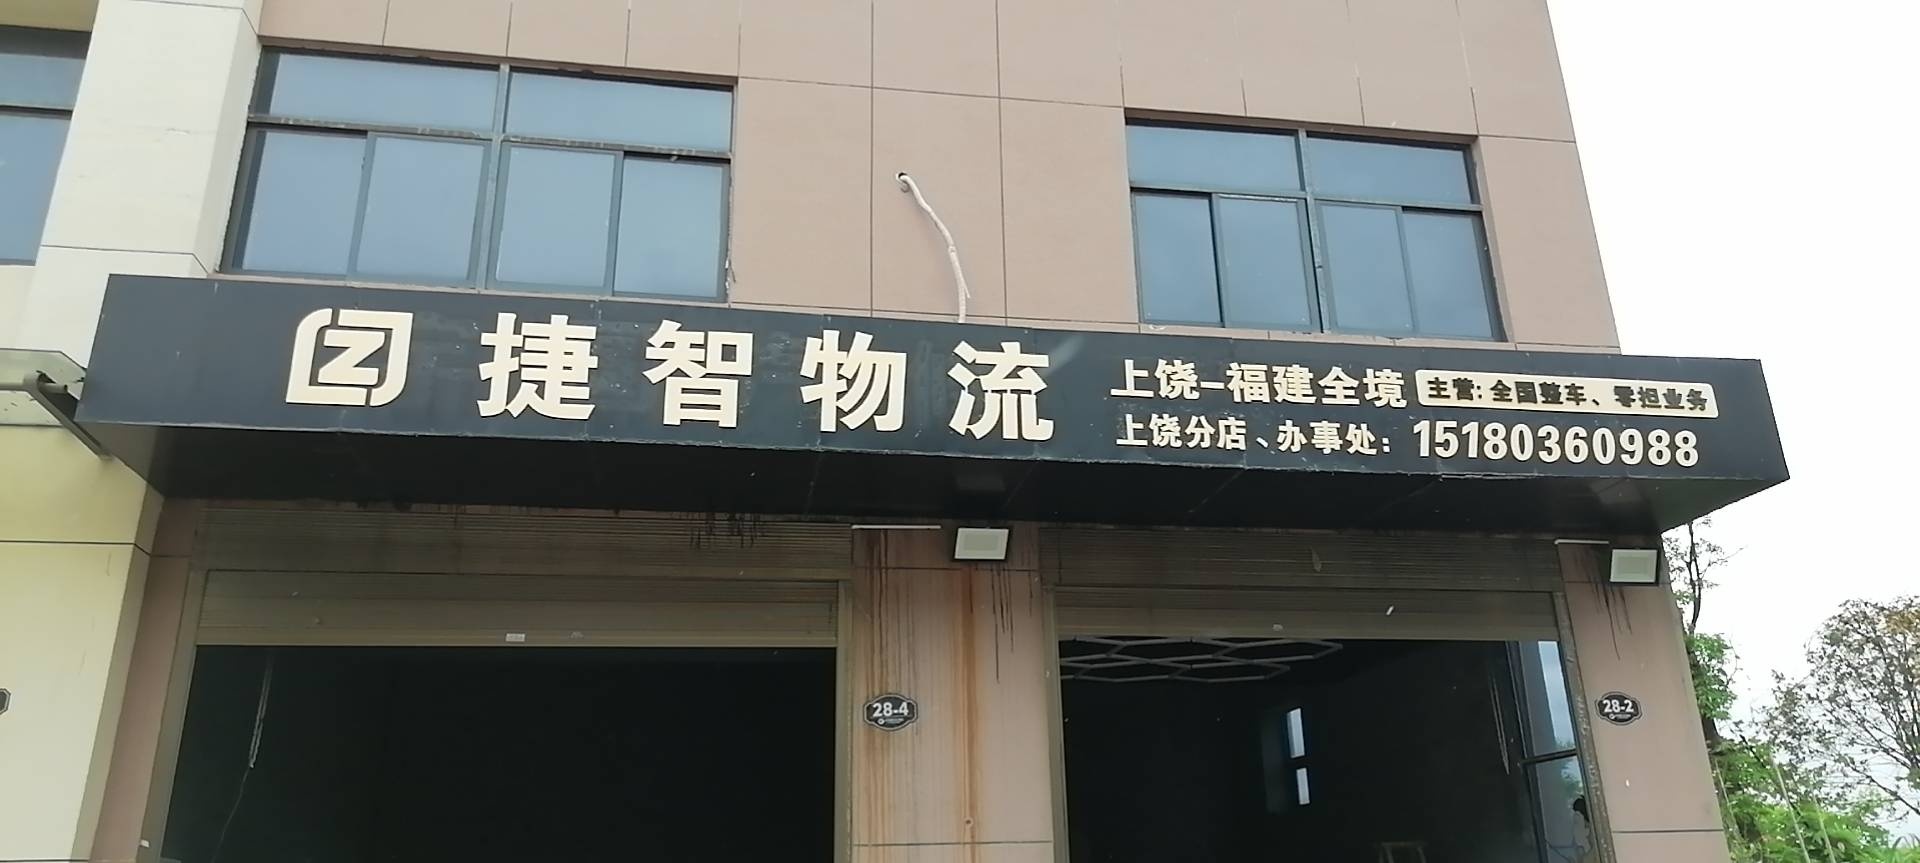 捷智物流
上饶-福建全境 主营:全国整车、零担业务
上饶分店、办事处: 15180360988
28-4
28-2